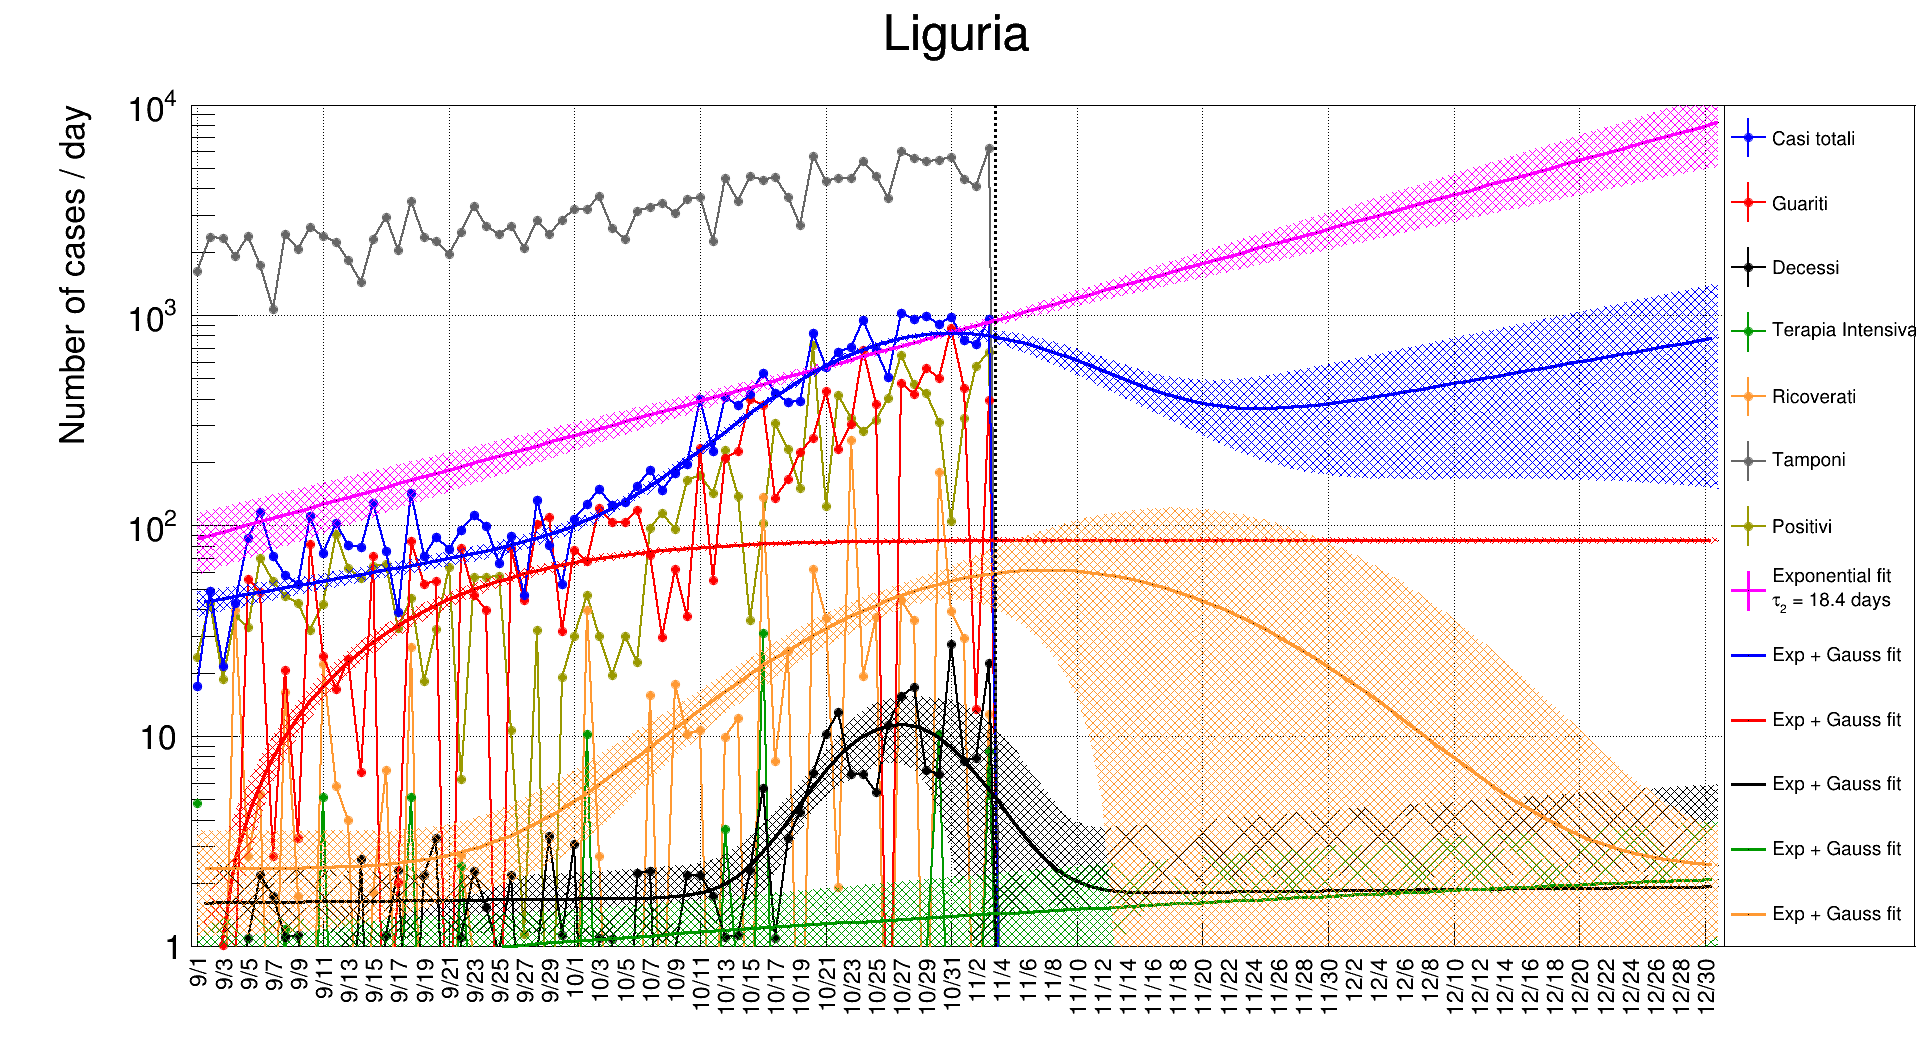 Liguria
Number of cases / day
10⁴
10³
10²
10
1
9/1 9/3 9/5 9/7 9/9 9/11 9/13 9/15 9/17 9/19 9/21 9/23 9/25 9/27 9/29 10/1 10/3 10/5 10/7 10/9 10/11 10/13 10/15 10/17 10/19 10/21 10/23 10/25 10/27 10/29 10/31 11/2 11/4 11/6 11/8 11/10 11/12 11/14 11/16 11/18 11/20 11/22 11/24 11/26 11/28 11/30 12/2 12/4 12/6 12/8 12/10 12/12 12/14 12/16 12/18 12/20 12/22 12/24 12/26 12/28 12/30
Casi totali
Guariti
Decessi
Terapia Intensiva
Ricoverati
Tamponi
Positivi
Exponential fit
τ₂ = 18.4 days
Exp + Gauss fit
Exp + Gauss fit
Exp + Gauss fit
Exp + Gauss fit
Exp + Gauss fit